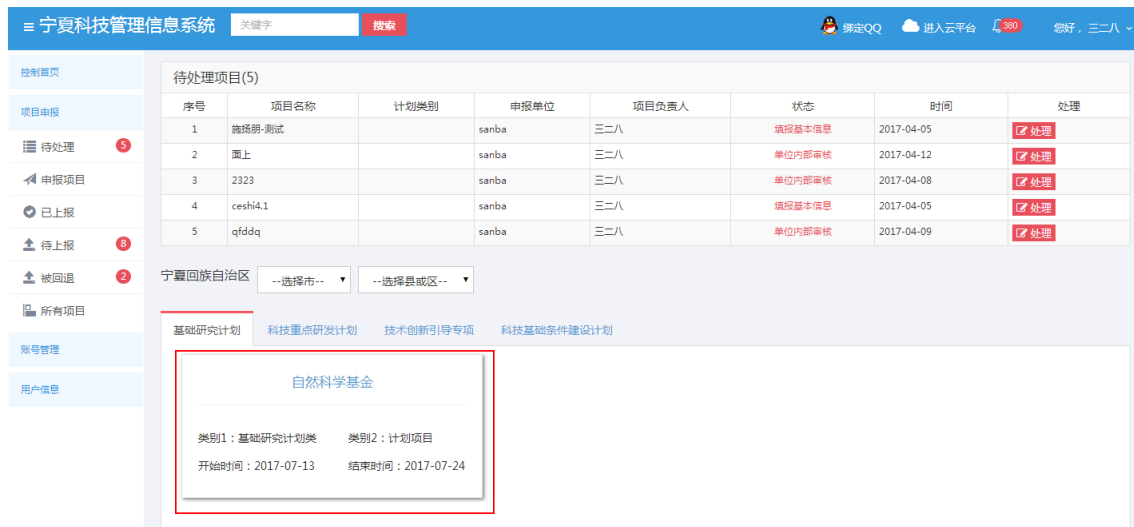 宁夏科技管理信息系统 关键字 搜索 绑定QQ 进入云平台 380 您好，三二八
控制首页
项目申报
待处理 5
申报项目
已上报
待上报 8
被回退 2
所有项目
账号管理
用户信息
待处理项目(5)
序号 项目名称 计划类别 申报单位 项目负责人 状态 时间 处理
1 施扬朋-测试 sanba 三二八 填报基本信息 2017-04-05 处理
2 面上 sanba 三二八 单位内部审核 2017-04-12 处理
3 2323 sanba 三二八 单位内部审核 2017-04-08 处理
4 ceshi4.1 sanba 三二八 填报基本信息 2017-04-05 处理
5 qfddq sanba 三二八 单位内部审核 2017-04-09 处理
宁夏回族自治区 --选择市-- --选择县或区--
基础研究计划 科技重点研发计划 技术创新引导专项 科技基础条件建设计划
自然科学基金
类别1：基础研究计划类 类别2：计划项目
开始时间：2017-07-13 结束时间：2017-07-24